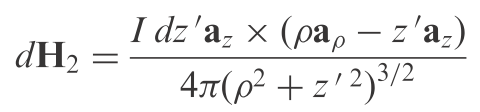 dH₂ = I dz′a_z × (ρa_ρ − z′a_z) / 4π(ρ² + z′²)^{3/2}